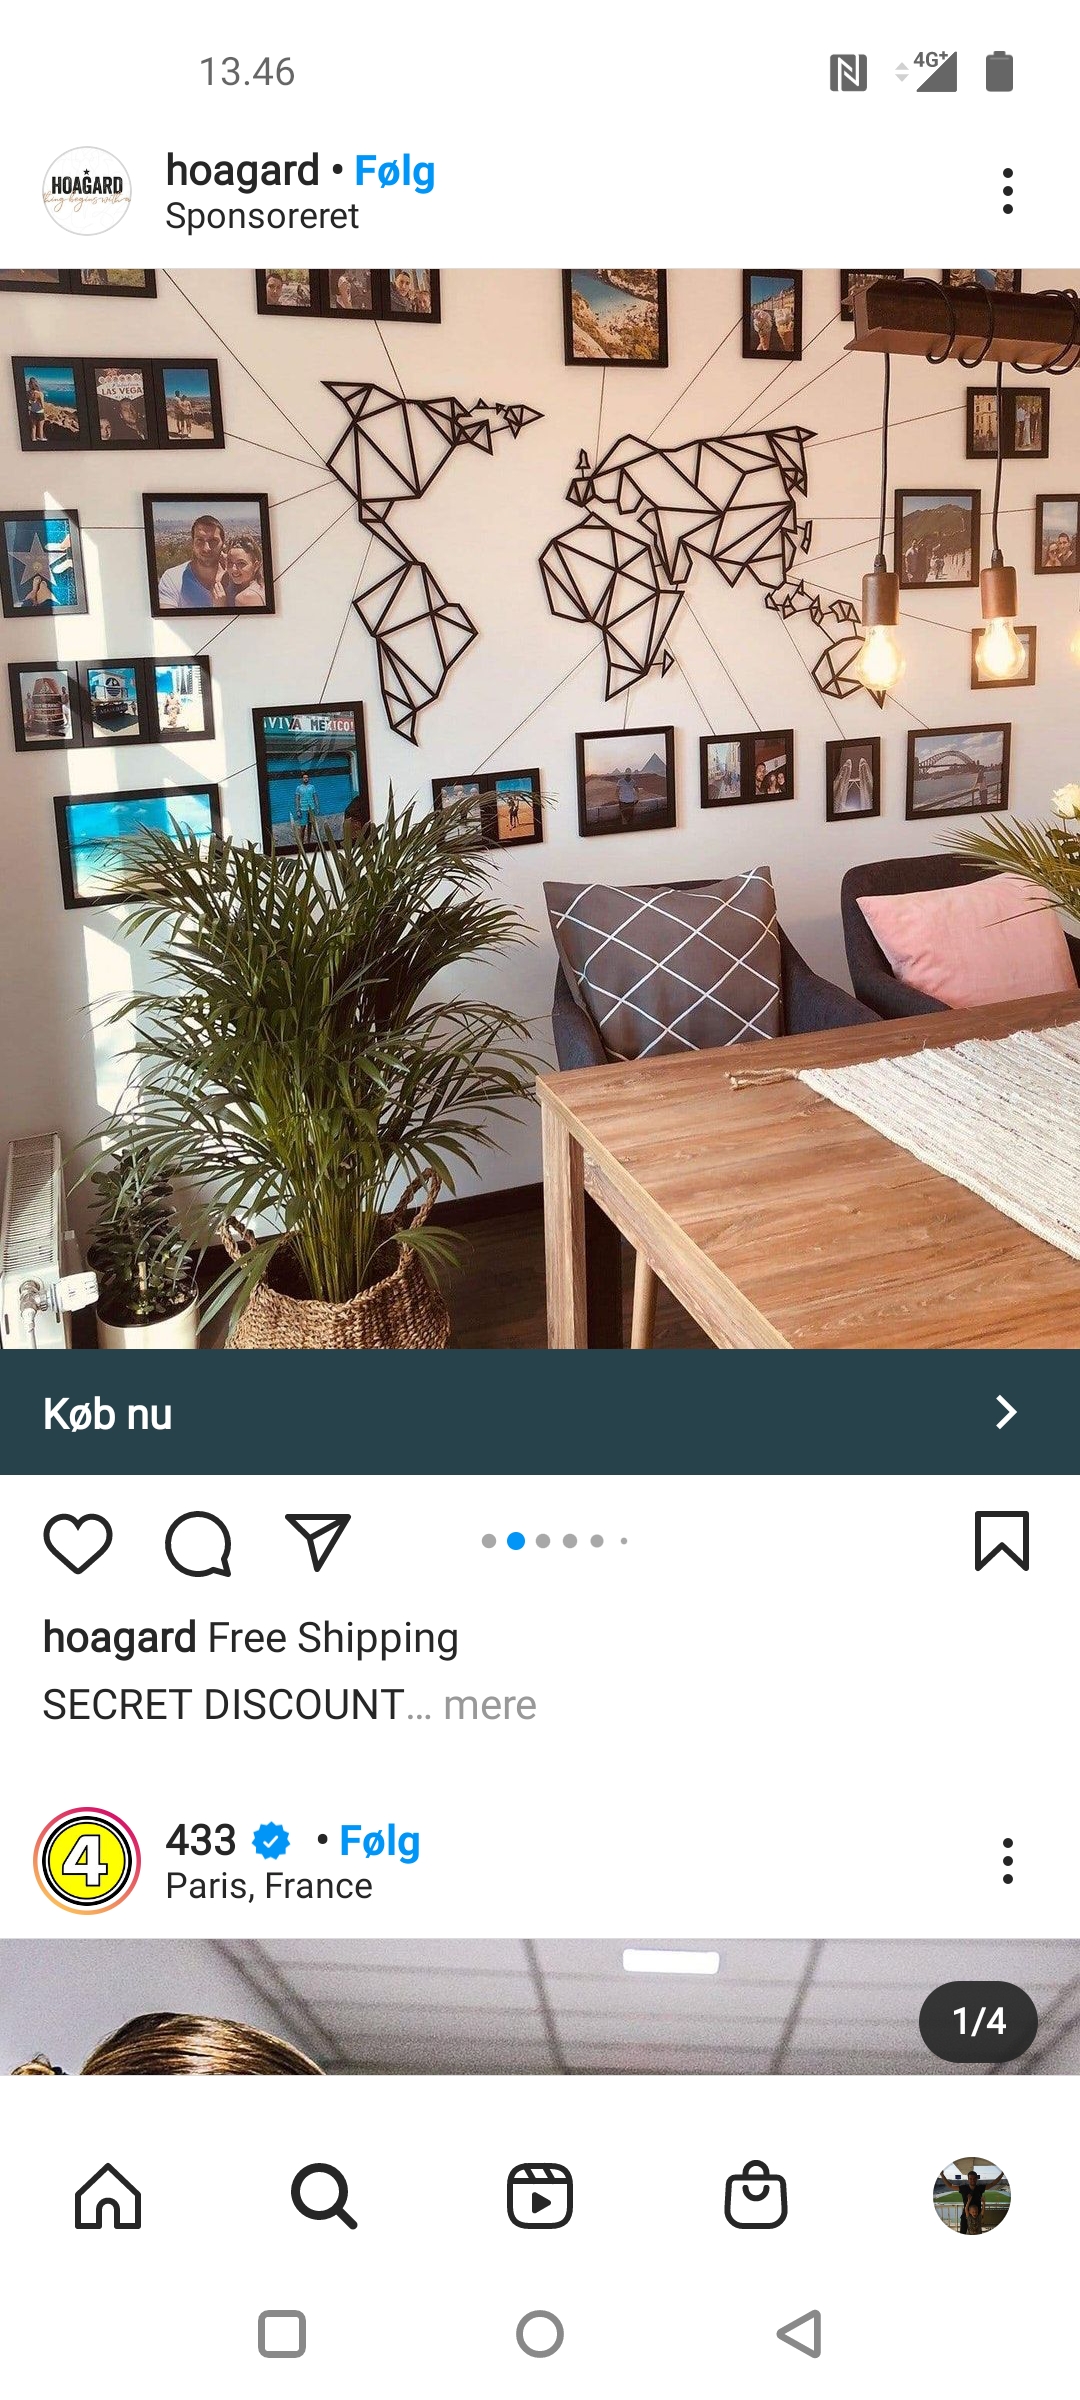 13.46
4G+
HOAGARD
hoagard • Følg
Sponsoreret
LAS VEGAS
¡VIVA MEXICO!
Køb nu
hoagard Free Shipping
SECRET DISCOUNT... mere
4
433 • Følg
Paris, France
1/4